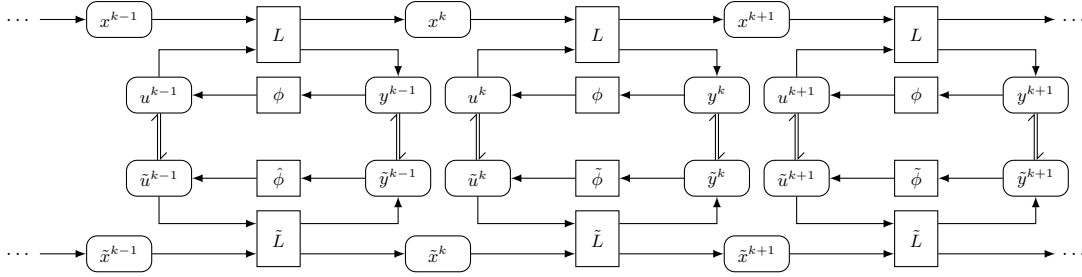 … x^{k−1} x^k x^{k+1} …
L L L
u^{k−1} ϕ y^{k−1} u^k ϕ y^k u^{k+1} ϕ y^{k+1}
ũ^{k−1} ϕ̂ ỹ^{k−1} ũ^k ϕ̃ ỹ^k ũ^{k+1} ϕ̃ ỹ^{k+1}
L̃ L̃ L̃
… x̃^{k−1} x̃^k x̃^{k+1} …